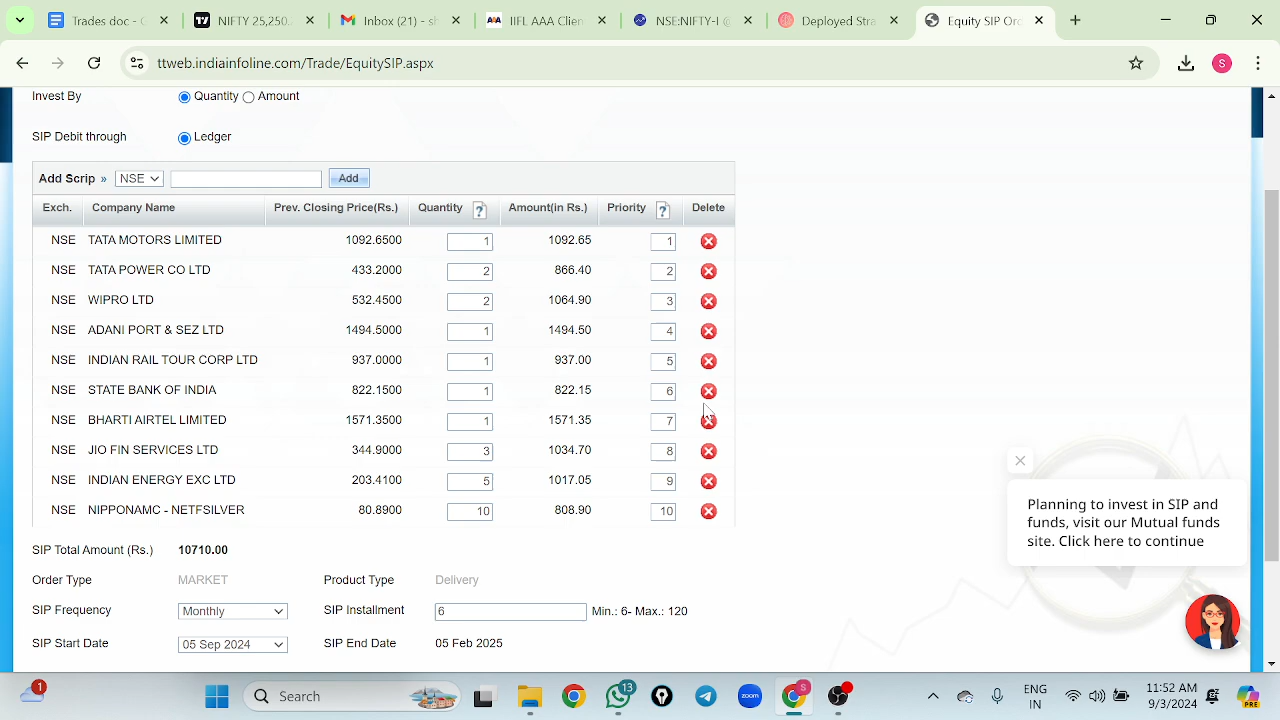 Trades doc -
NIFTY 25,250.
Inbox (21) - sh
IIFL AAA Clien
NSE:NIFTY-I @
Deployed Stra
Equity SIP Ord
ttweb.indiainfoline.com/Trade/EquitySIP.aspx
S
Invest By Quantity Amount
SIP Debit through Ledger
Add Scrip » NSE Add
Exch. Company Name Prev. Closing Price(Rs.) Quantity ? Amount(in Rs.) Priority ? Delete
NSE TATA MOTORS LIMITED 1092.6500 1 1092.65 1
NSE TATA POWER CO LTD 433.2000 2 866.40 2
NSE WIPRO LTD 532.4500 2 1064.90 3
NSE ADANI PORT & SEZ LTD 1494.5000 1 1494.50 4
NSE INDIAN RAIL TOUR CORP LTD 937.0000 1 937.00 5
NSE STATE BANK OF INDIA 822.1500 1 822.15 6
NSE BHARTI AIRTEL LIMITED 1571.3500 1 1571.35 7
NSE JIO FIN SERVICES LTD 344.9000 3 1034.70 8
NSE INDIAN ENERGY EXC LTD 203.4100 5 1017.05 9
NSE NIPPONAMC - NETFSILVER 80.8900 10 808.90 10
SIP Total Amount (Rs.) 10710.00
Order Type MARKET Product Type Delivery
SIP Frequency Monthly SIP Installment 6 Min.: 6- Max.: 120
SIP Start Date 05 Sep 2024 SIP End Date 05 Feb 2025
Planning to invest in SIP and
funds, visit our Mutual funds
site. Click here to continue
1
Search
13
zoom
S
ENG
IN
11:52 AM
9/3/2024
PRE